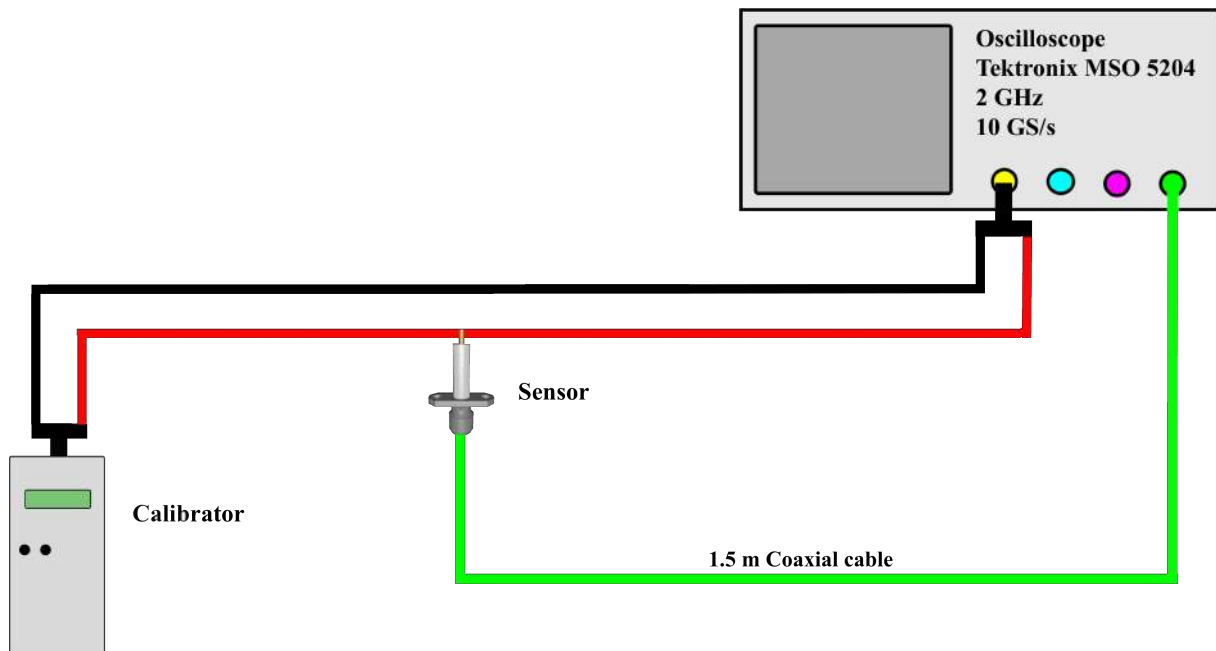 Oscilloscope
Tektronix MSO 5204
2 GHz
10 GS/s
Sensor
Calibrator
1.5 m Coaxial cable